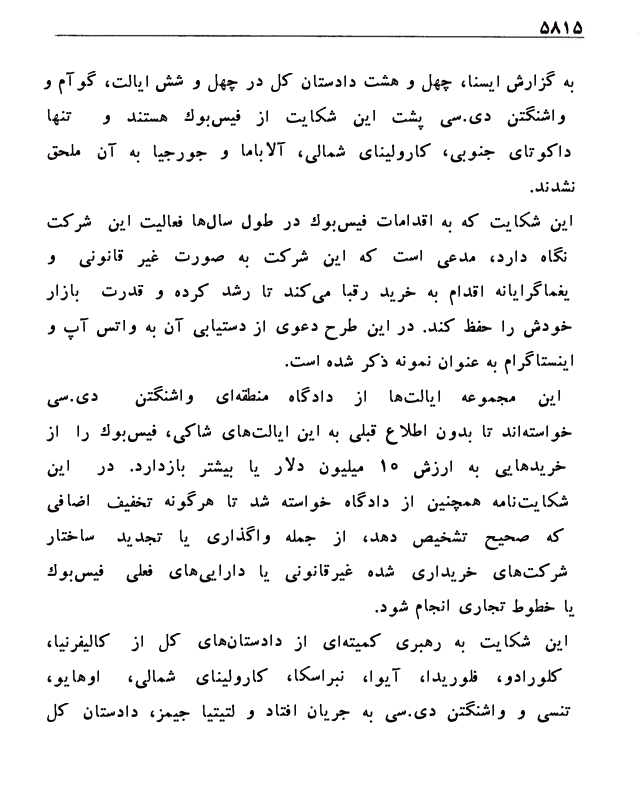 ۵۸۱۵
به گزارش ایسنا، چهل و هشت دادستان کل در چهل و شش ایالت، گوآم و
واشنگتن دی.سی پشت این شکایت از فیس‌بوک هستند و تنها
داکوتای جنوبی، کارولینای شمالی، آلاباما و جورجیا به آن ملحق
نشدند.
این شکایت که به اقدامات فیس‌بوک در طول سال‌ها فعالیت این شرکت
نگاه دارد، مدعی است که این شرکت به صورت غیر قانونی و
یغماگرایانه اقدام به خرید رقبا می‌کند تا رشد کرده و قدرت بازار
خودش را حفظ کند. در این طرح دعوی از دستیابی آن به واتس آپ و
اینستاگرام به عنوان نمونه ذکر شده است.
این مجموعه ایالت‌ها از دادگاه منطقه‌ای واشنگتن دی.سی
خواسته‌اند تا بدون اطلاع قبلی به این ایالت‌های شاکی، فیس‌بوک را از
خریدهایی به ارزش ۱۰ میلیون دلار یا بیشتر بازدارد. در این
شکایت‌نامه همچنین از دادگاه خواسته شد تا هرگونه تخفیف اضافی
که صحیح تشخیص دهد، از جمله واگذاری یا تجدید ساختار
شرکت‌های خریداری شده غیرقانونی یا دارایی‌های فعلی فیس‌بوک
یا خطوط تجاری انجام شود.
این شکایت به رهبری کمیته‌ای از دادستان‌های کل از کالیفرنیا،
کلورادو، فلوریدا، آیوا، نبراسکا، کارولینای شمالی، اوهایو،
تنسی و واشنگتن دی.سی به جریان افتاد و لتیتیا جیمز، دادستان کل